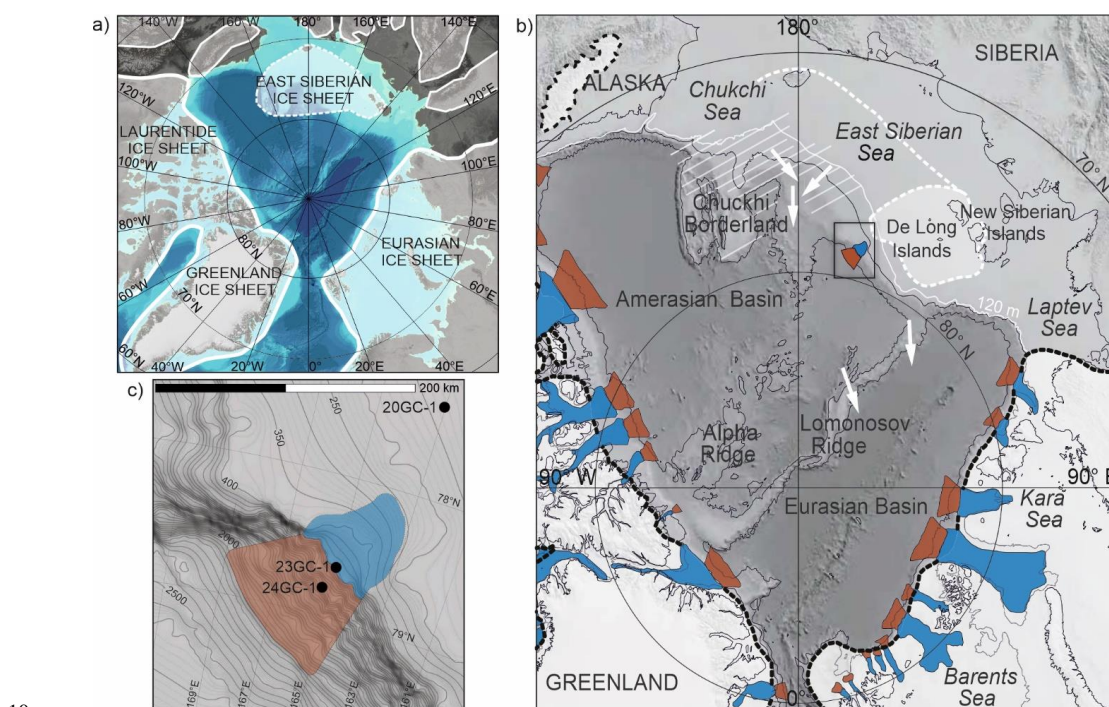 a)
160°W
140°W
180°
160°E
140°E
EAST SIBERIAN
ICE SHEET
120°W
120°E
LAURENTIDE
ICE SHEET
100°W
100°E
80°W
80°E
80°N
EURASIAN
ICE SHEET
GREENLAND
ICE SHEET
60°W
70°N
60°E
60°N
40°W
20°W
0°
20°E
40°E
b)
180°
SIBERIA
ALASKA
Chukchi
Sea
East Siberian
Sea
70°N
Chuckhi
Borderland
De Long
Islands
New Siberian
Islands
Amerasian Basin
120 m
Laptev
Sea
80°N
Alpha
Ridge
Lomonosov
Ridge
90°W
90°E
Eurasian Basin
Kara
Sea
GREENLAND
Barents
Sea
0°
c)
200 km
250
20GC-1
350
400
78°N
2000
23GC-1
24GC-1
2500
79°N
169°E
167°E
165°E
163°E
161°E